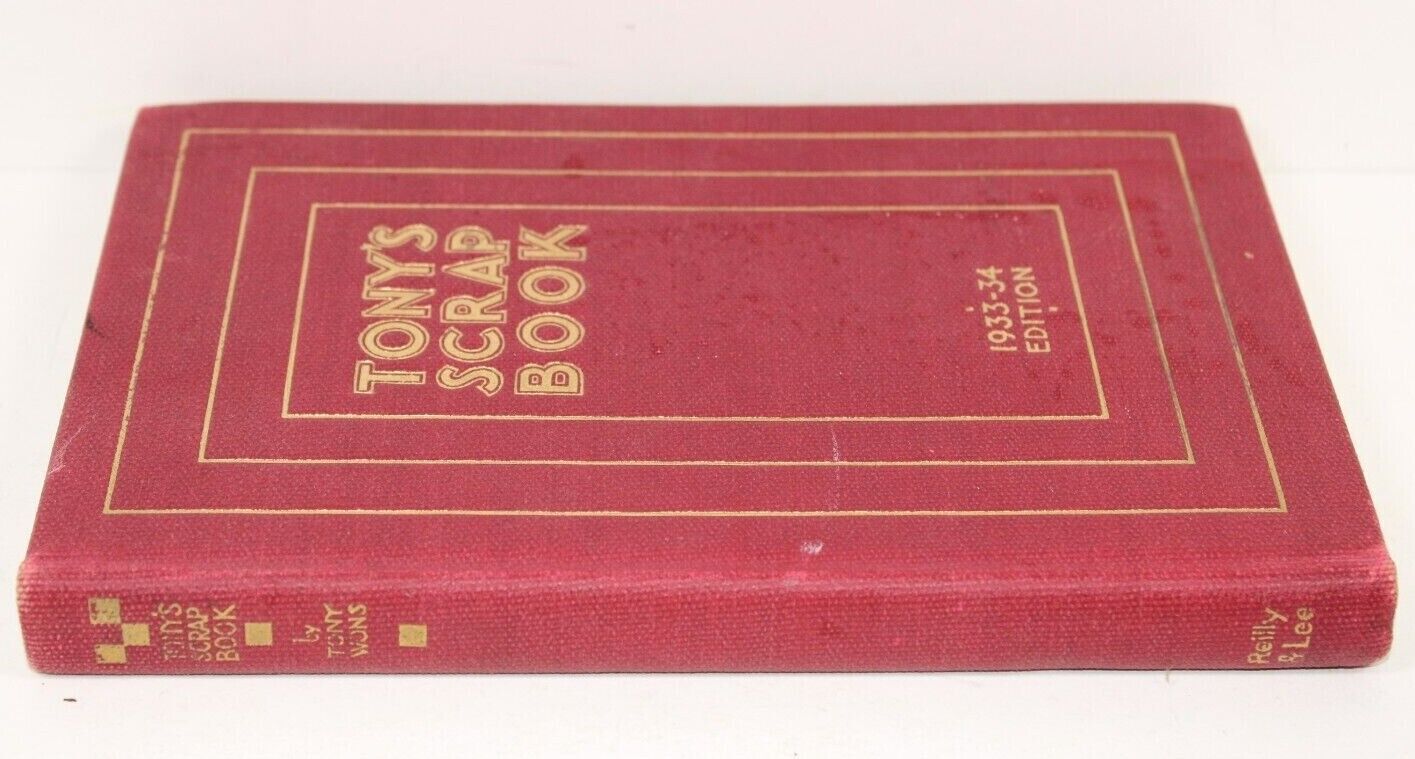 TONY'S
SCRAP
BOOK
1933-34
EDITION
TONY'S
SCRAP
BOOK
by
TONY
WONS
Reilly
& Lee